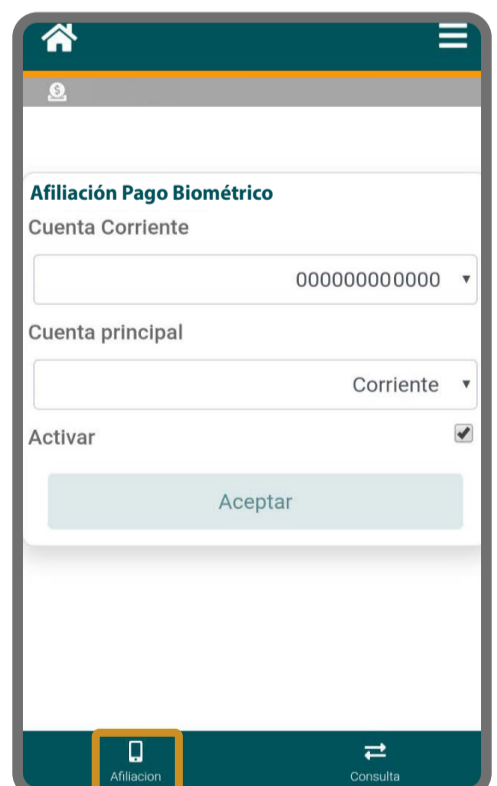 Afiliación Pago Biométrico
Cuenta Corriente
000000000000
Cuenta principal
Corriente
Activar
Aceptar
Afiliacion
Consulta